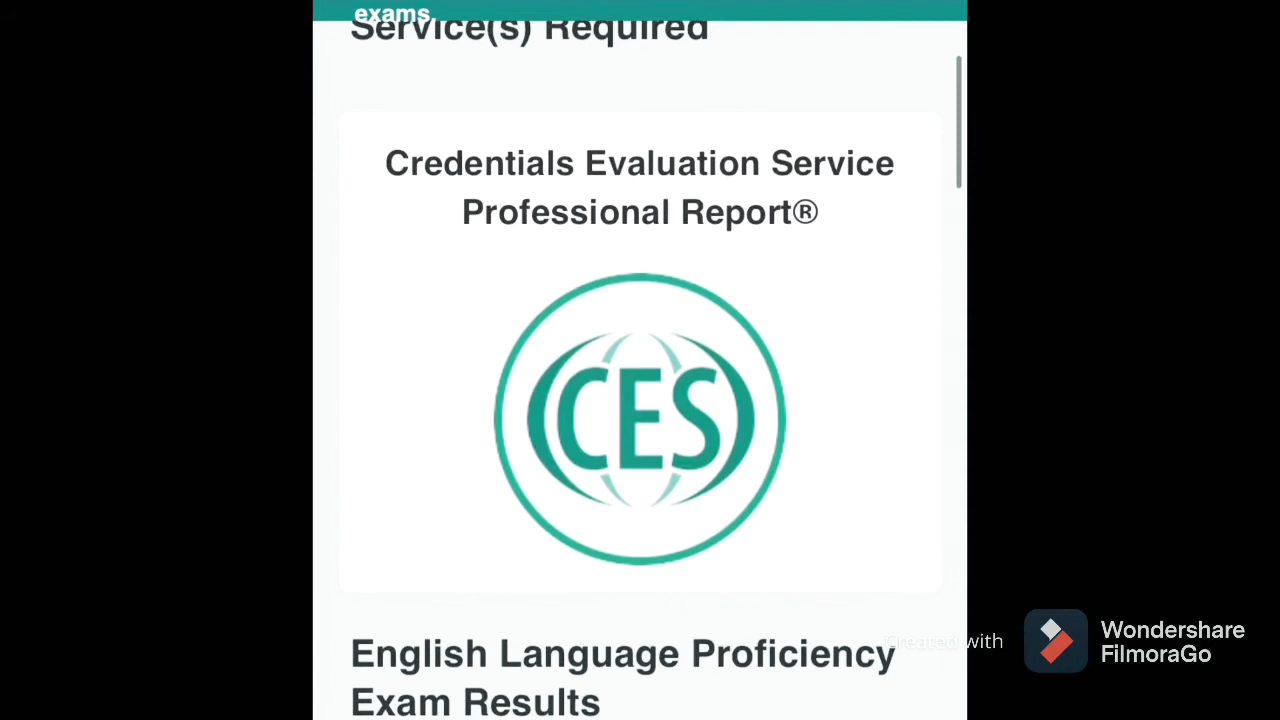 exams.
Service(s) Required
Credentials Evaluation Service
Professional Report®
CES
English Language Proficiency
Exam Results
Created with
Wondershare
FilmoraGo